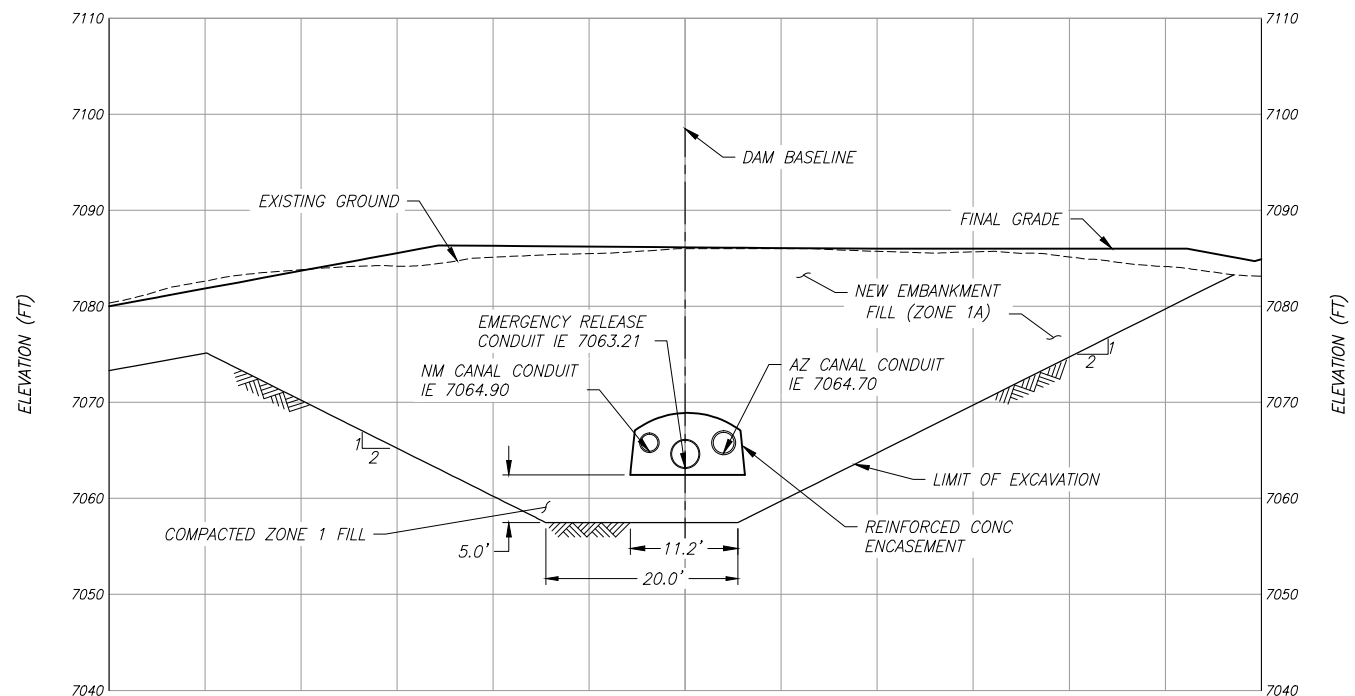 7110
7110
7100
7100
DAM BASELINE
EXISTING GROUND
7090
7090
FINAL GRADE
ELEVATION (FT)
ELEVATION (FT)
NEW EMBANKMENT
FILL (ZONE 1A)
7080
7080
EMERGENCY RELEASE
CONDUIT IE 7063.21
NM CANAL CONDUIT
IE 7064.90
AZ CANAL CONDUIT
IE 7064.70
1
2
7070
7070
1
2
LIMIT OF EXCAVATION
7060
7060
COMPACTED ZONE 1 FILL
REINFORCED CONC
ENCASEMENT
5.0'
11.2'
20.0'
7050
7050
7040
7040